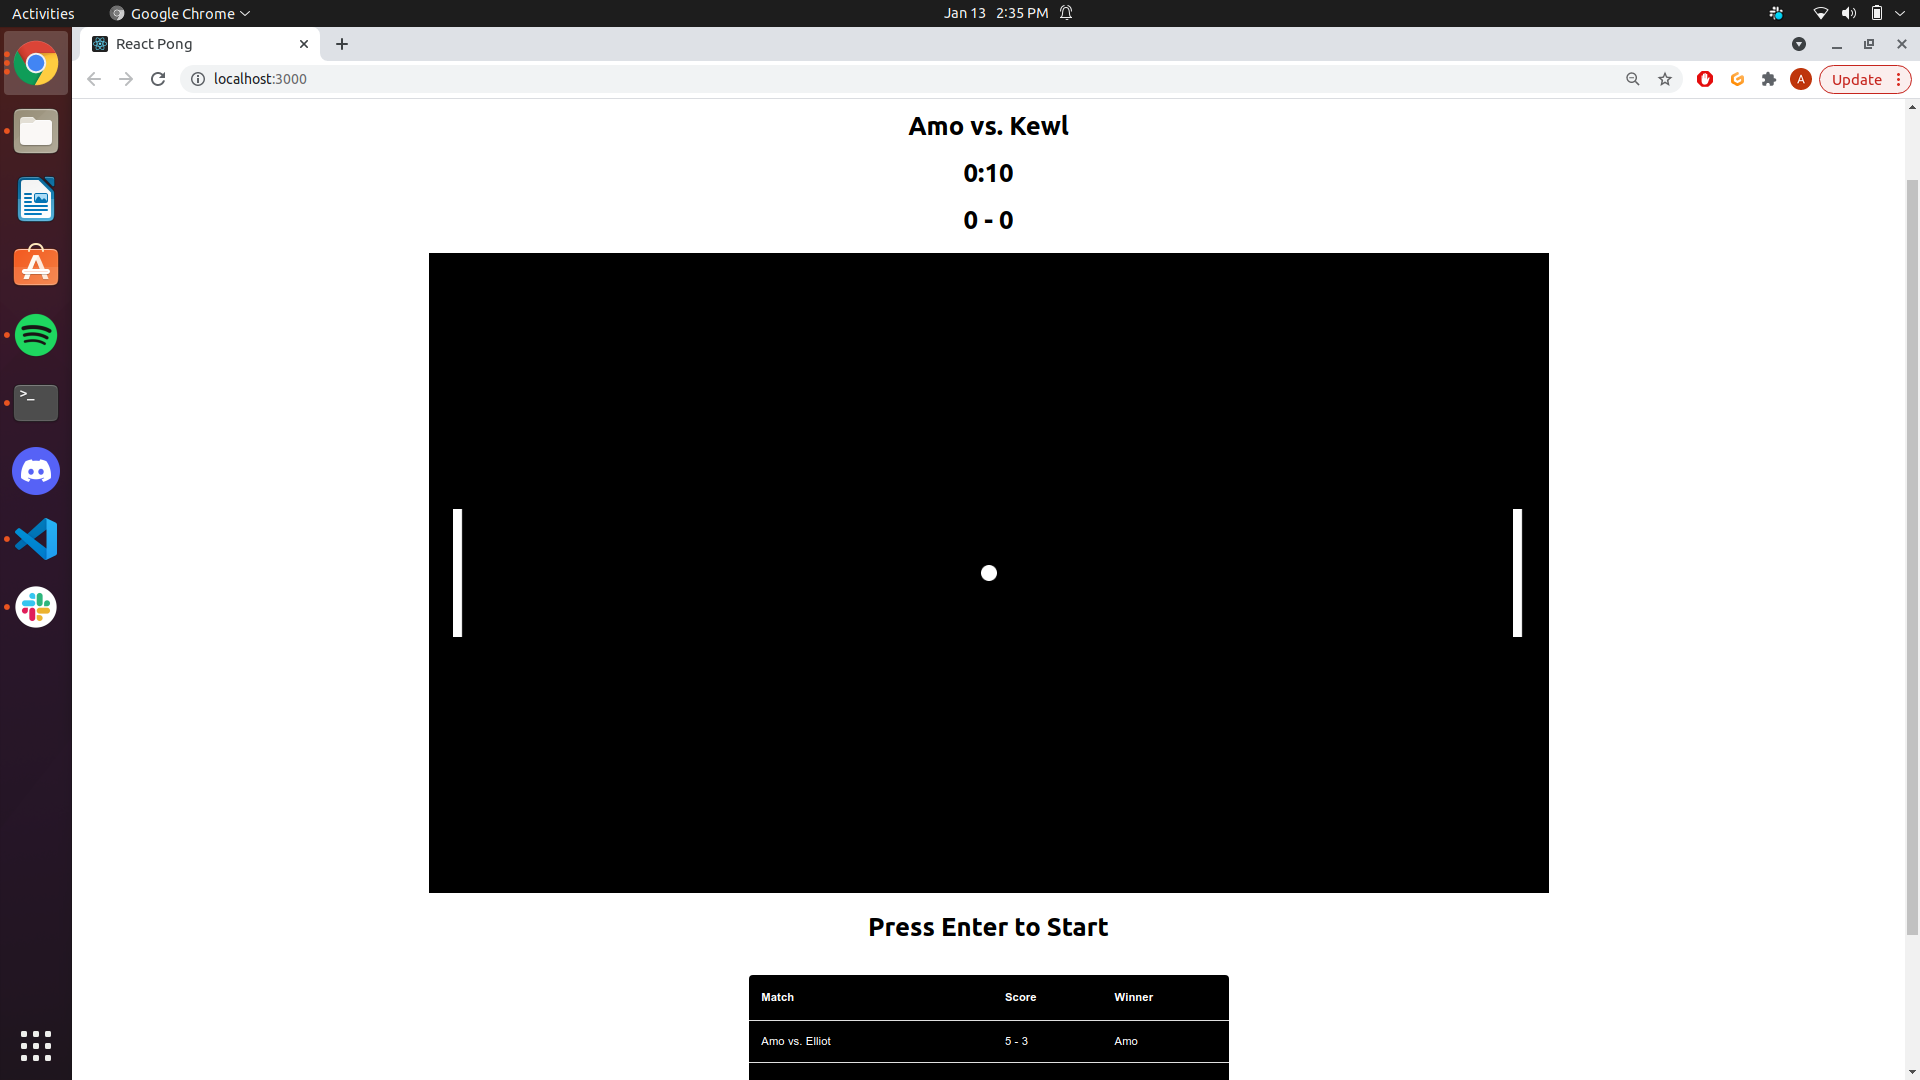 Activities Google Chrome Jan 13 2:35 PM
React Pong
localhost:3000 A Update
Amo vs. Kewl
0:10
0 - 0
>_
Press Enter to Start
Match Score Winner
Amo vs. Elliot 5 - 3 Amo